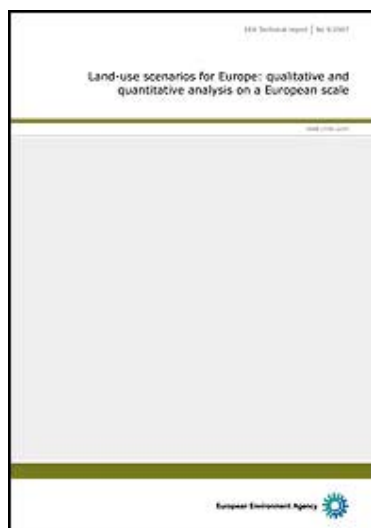 EEA Technical report | No 9/2007
Land-use scenarios for Europe: qualitative and
quantitative analysis on a European scale
European Environment Agency